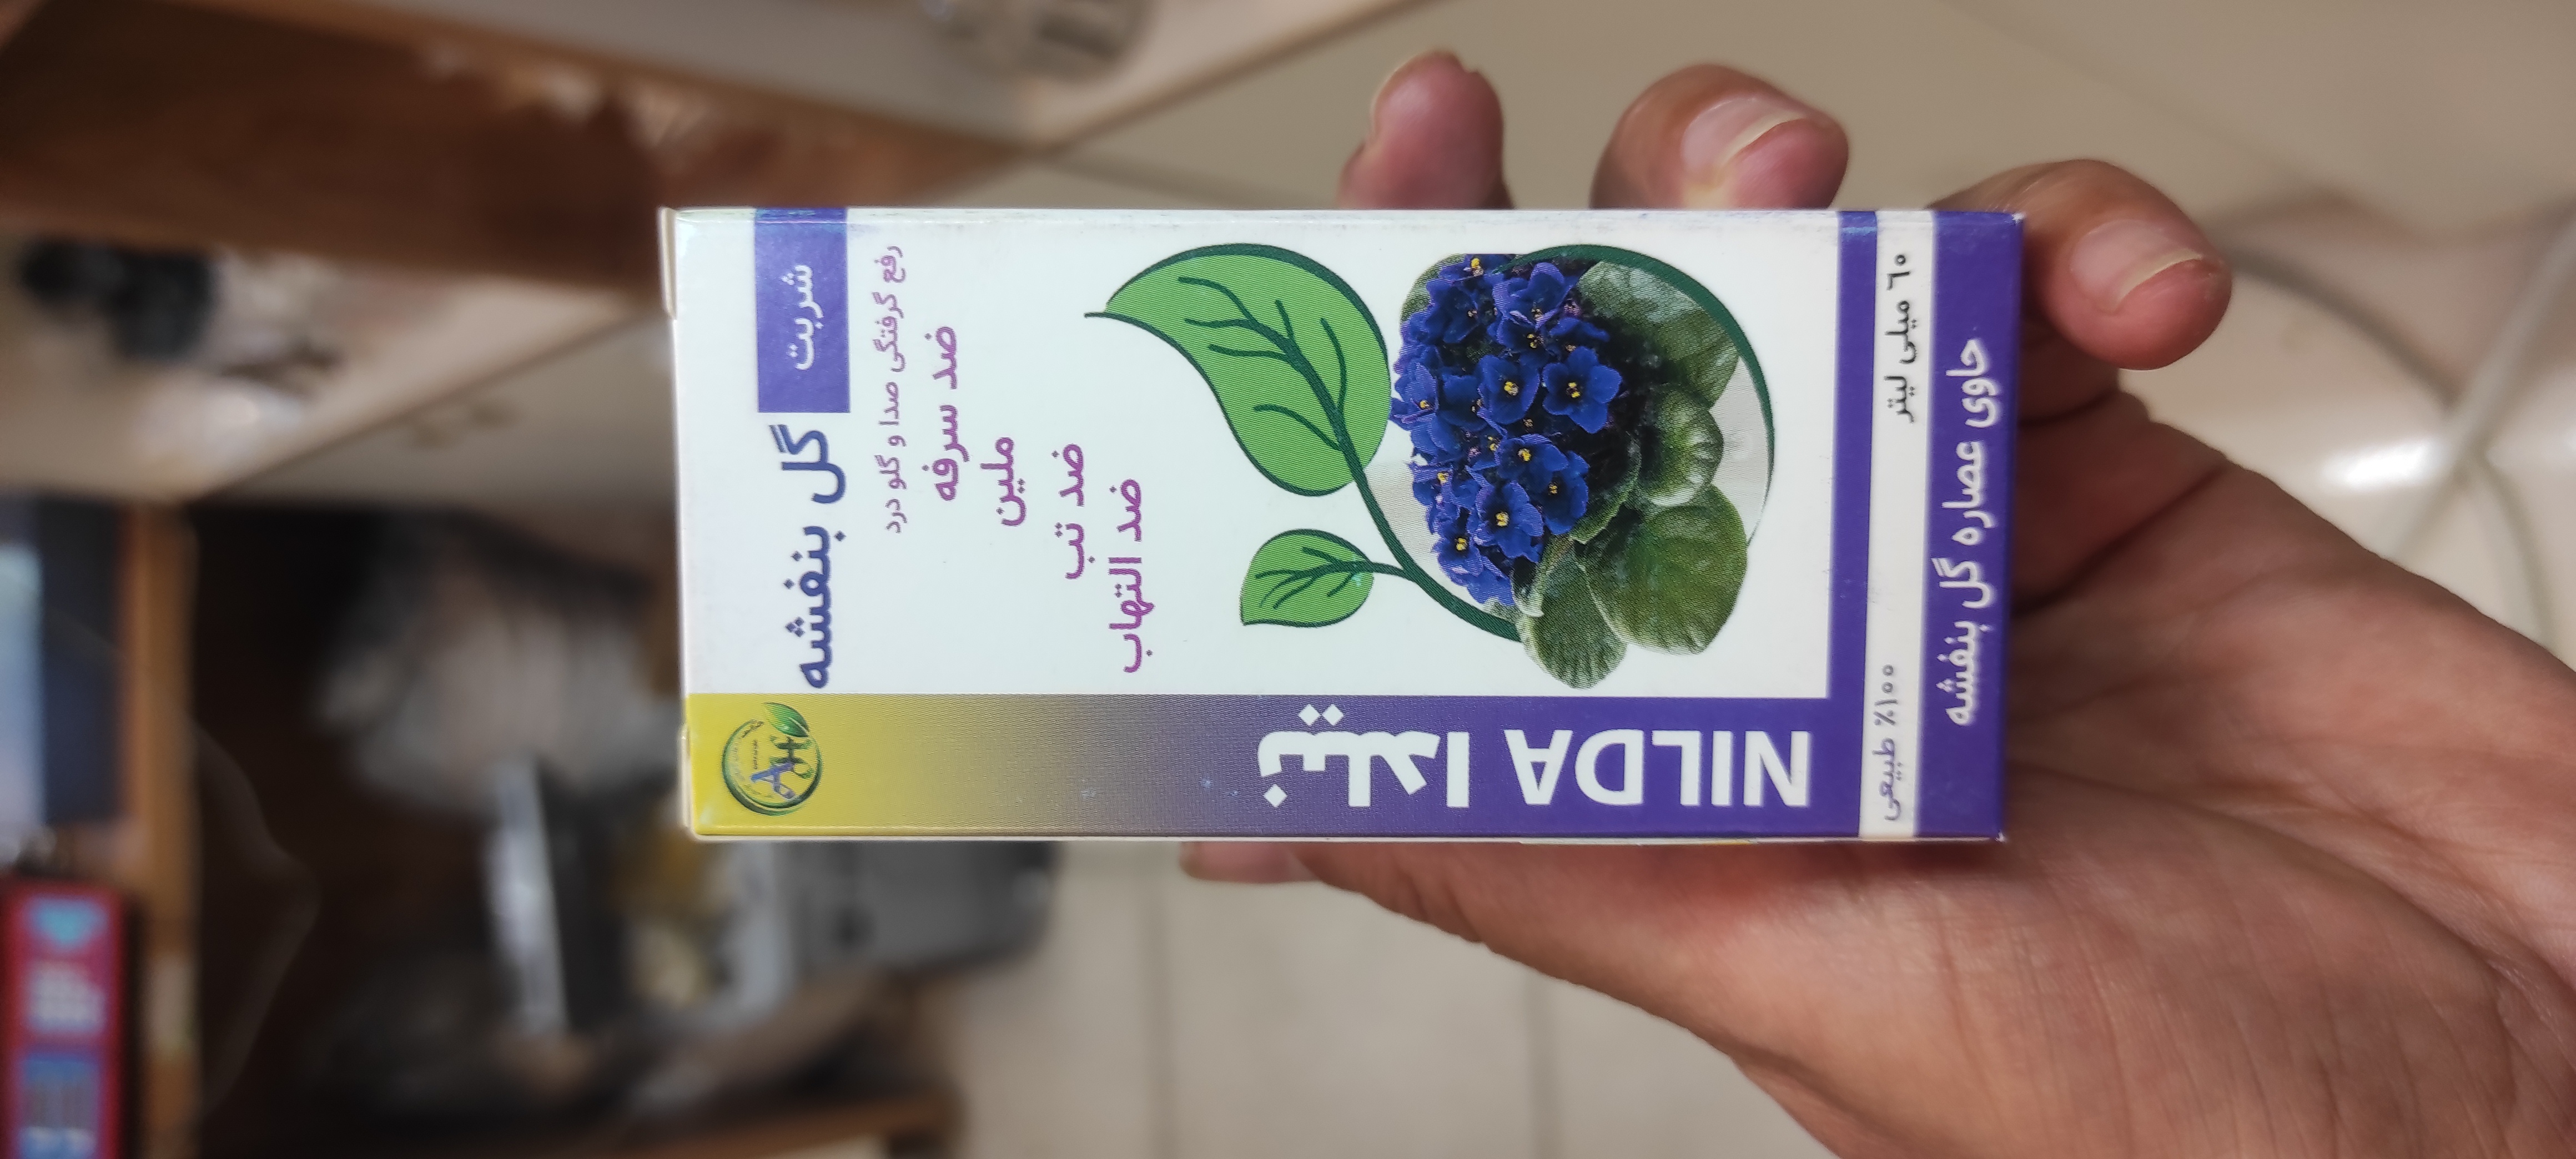 شربت گل بنفشه
رفع گرفتگی صدا و گلو درد
ضد سرفه
ملین
ضد تب
ضد التهاب
نیلدا NILDA
۶۰ میلی لیتر
۱۰۰٪ طبیعی
حاوی عصاره گل بنفشه